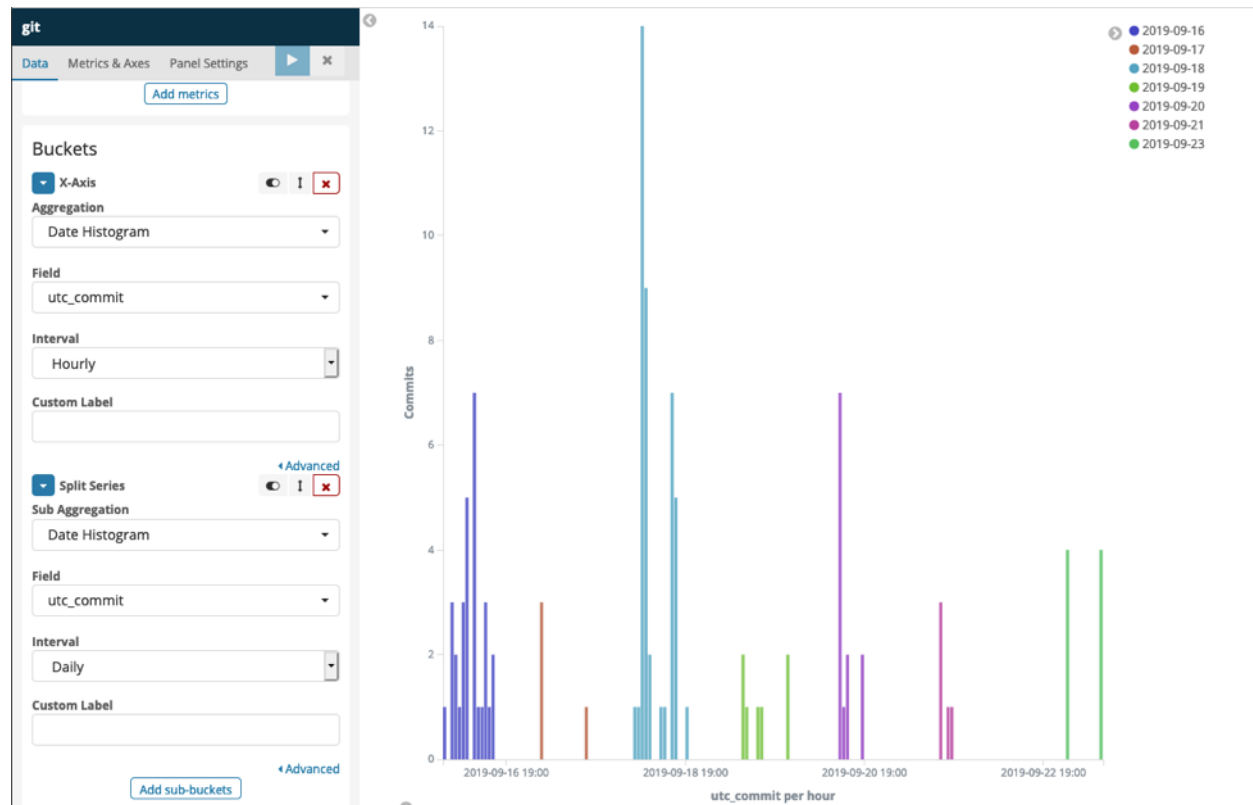 git
Data Metrics & Axes Panel Settings
Add metrics
Buckets
X-Axis
Aggregation
Date Histogram
Field
utc_commit
Interval
Hourly
Custom Label
Advanced
Split Series
Sub Aggregation
Date Histogram
Field
utc_commit
Interval
Daily
Custom Label
Advanced
Add sub-buckets
14
12
10
8
6
4
2
0
Commits
2019-09-16 19:00 2019-09-18 19:00 2019-09-20 19:00 2019-09-22 19:00
utc_commit per hour
2019-09-16
2019-09-17
2019-09-18
2019-09-19
2019-09-20
2019-09-21
2019-09-23